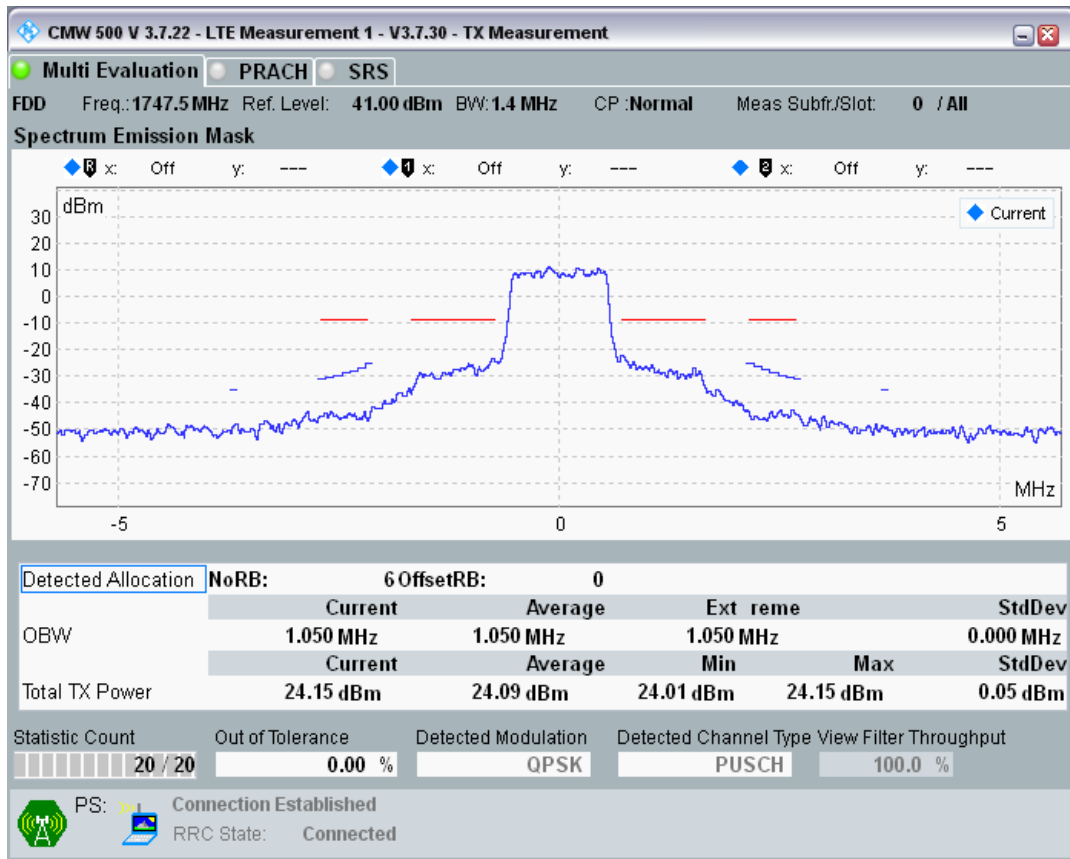 CMW 500 V 3.7.22 - LTE Measurement 1 - V3.7.30 - TX Measurement
Multi Evaluation PRACH SRS
FDD Freq.:1747.5 MHz Ref. Level: 41.00 dBm BW:1.4 MHz CP :Normal Meas Subfr./Slot: 0 / All
Spectrum Emission Mask
R x: Off y: --- 1 x: Off y: --- 2 x: Off y: ---
dBm
Current
30
20
10
0
-10
-20
-30
-40
-50
-60
-70
MHz
-5 0 5
Detected Allocation NoRB: 6 OffsetRB: 0
Current Average Ext reme StdDev
OBW 1.050 MHz 1.050 MHz 1.050 MHz 0.000 MHz
Current Average Min Max StdDev
Total TX Power 24.15 dBm 24.09 dBm 24.01 dBm 24.15 dBm 0.05 dBm
Statistic Count Out of Tolerance Detected Modulation Detected Channel Type View Filter Throughput
20 / 20 0.00 % QPSK PUSCH 100.0 %
PS: Connection Established
RRC State: Connected